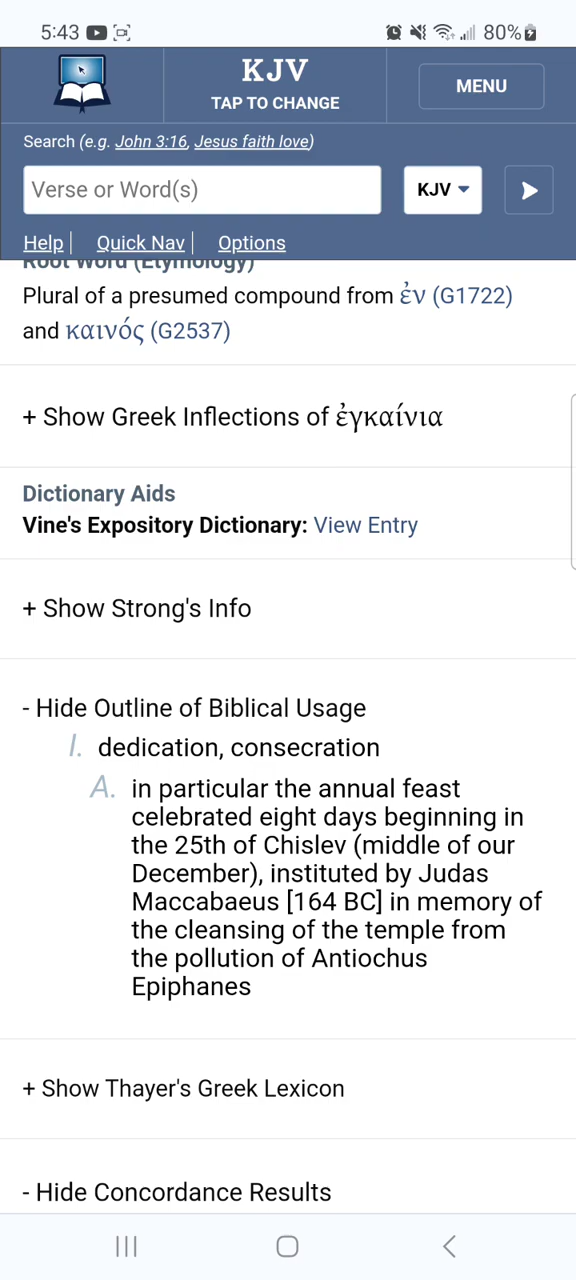 5:43
80%
KJV
TAP TO CHANGE
MENU
Search (e.g. John 3:16, Jesus faith love)
Verse or Word(s)
KJV
Help
Quick Nav
Options
Root Word (Etymology)
Plural of a presumed compound from ἐν (G1722)
and καινός (G2537)
+ Show Greek Inflections of ἐγκαίνια
Dictionary Aids
Vine's Expository Dictionary: View Entry
+ Show Strong's Info
- Hide Outline of Biblical Usage
I. dedication, consecration
A. in particular the annual feast
celebrated eight days beginning in
the 25th of Chislev (middle of our
December), instituted by Judas
Maccabaeus [164 BC] in memory of
the cleansing of the temple from
the pollution of Antiochus
Epiphanes
+ Show Thayer's Greek Lexicon
- Hide Concordance Results